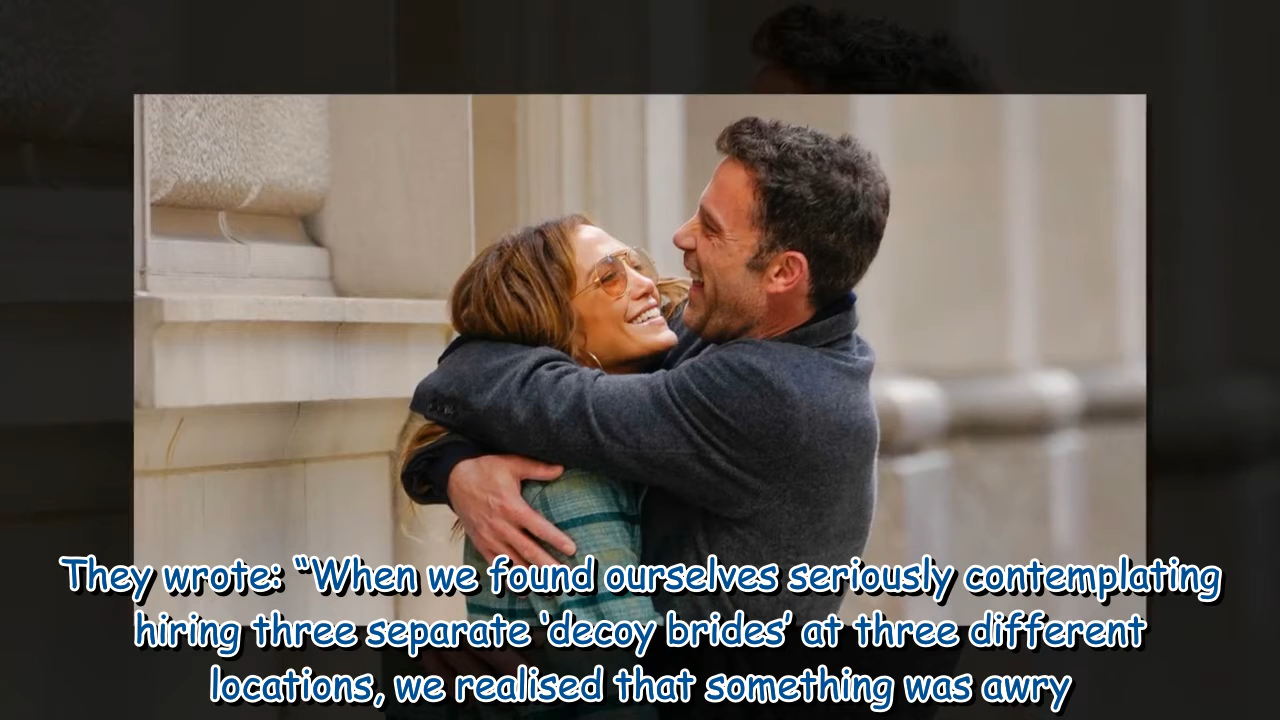 They wrote: “When we found ourselves seriously contemplating
hiring three separate ‘decoy brides’ at three different
locations, we realised that something was awry